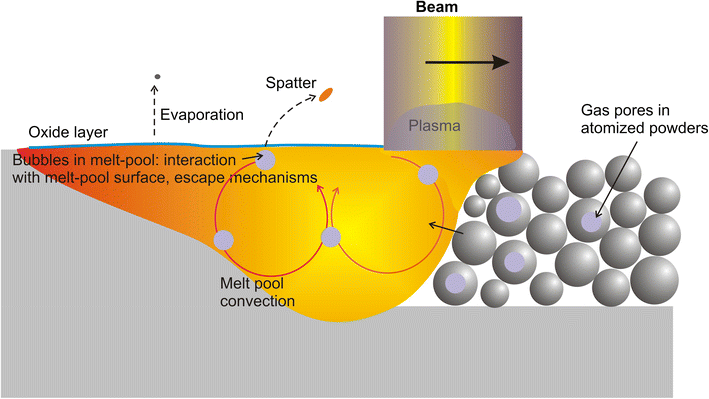 Beam
Spatter
Evaporation
Plasma
Gas pores in
atomized powders
Oxide layer
Bubbles in melt-pool: interaction
with melt-pool surface, escape mechanisms
Melt pool
convection